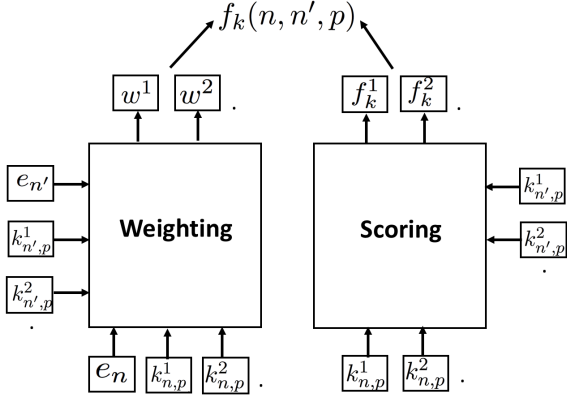 f_k(n, n', p)
w^1 w^2 . f_k^1 f_k^2 .
e_{n'}
k_{n',p}^1
k_{n',p}^2
.
Weighting
Scoring
k_{n',p}^1
k_{n',p}^2
.
e_n k_{n,p}^1 k_{n,p}^2 . k_{n,p}^1 k_{n,p}^2 .